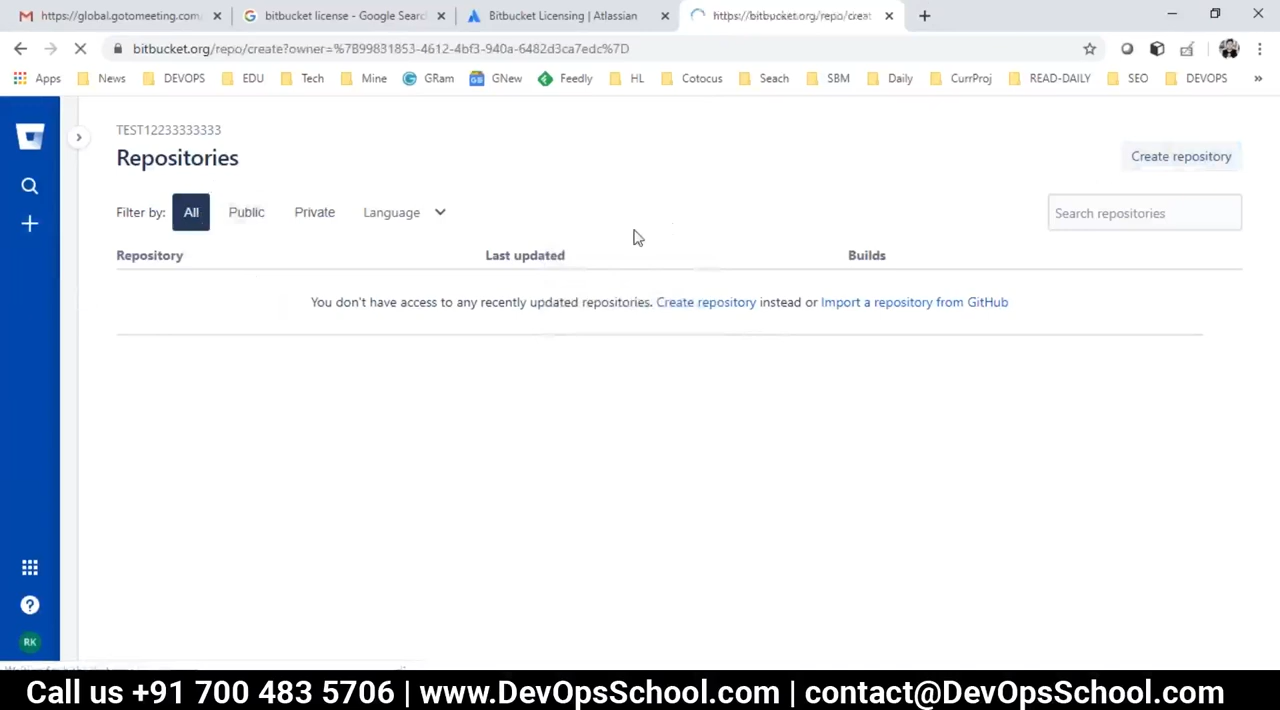 https://global.gotomeeting.com/
bitbucket license - Google Searc
Bitbucket Licensing | Atlassian
https://bitbucket.org/repo/creat
bitbucket.org/repo/create?owner=%7B99831853-4612-4bf3-940a-6482d3ca7edc%7D
Apps News DEVOPS EDU Tech Mine GRam GNew Feedly HL Cotocus Seach SBM Daily CurrProj READ-DAILY SEO DEVOPS »
TEST12233333333
Repositories
Create repository
Filter by: All Public Private Language
Search repositories
Repository Last updated Builds
You don't have access to any recently updated repositories. Create repository instead or Import a repository from GitHub
RK
Call us +91 700 483 5706 | www.DevOpsSchool.com | contact@DevOpsSchool.com